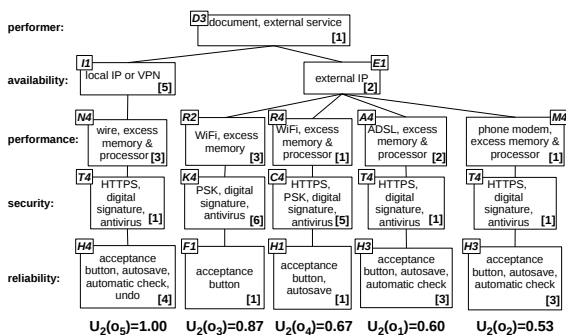 performer:
D3
document, external service
[1]
availability:
I1
local IP or VPN
[5]
E1
external IP
[2]
performance:
N4
wire, excess
memory &
processor
[3]
R2
WiFi, excess
memory
[3]
R4
WiFi, excess
memory &
processor
[1]
A4
ADSL, excess
memory &
processor
[2]
M4
phone modem,
excess memory &
processor
[1]
security:
T4
HTTPS,
digital
signature,
antivirus
[1]
K4
PSK, digital
signature,
antivirus
[6]
C4
HTTPS,
PSK, digital
signature,
antivirus
[5]
T4
HTTPS,
digital
signature,
antivirus
[1]
T4
HTTPS,
digital
signature,
antivirus
[1]
reliability:
H4
acceptance
button, autosave,
automatic check,
undo
[4]
F1
acceptance
button
[1]
H1
acceptance
button,
autosave
[1]
H3
acceptance
button, autosave,
automatic check
[3]
H3
acceptance
button, autosave,
automatic check
[3]
U2(o5)=1.00
U2(o3)=0.87
U2(o4)=0.67
U2(o1)=0.60
U2(o2)=0.53